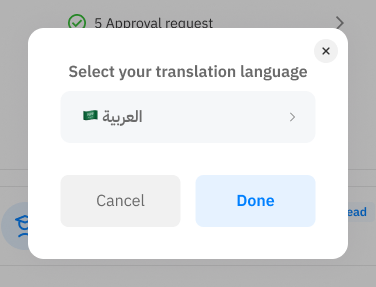 5 Approval request
Select your translation language
العربية
Cancel
Done
ead